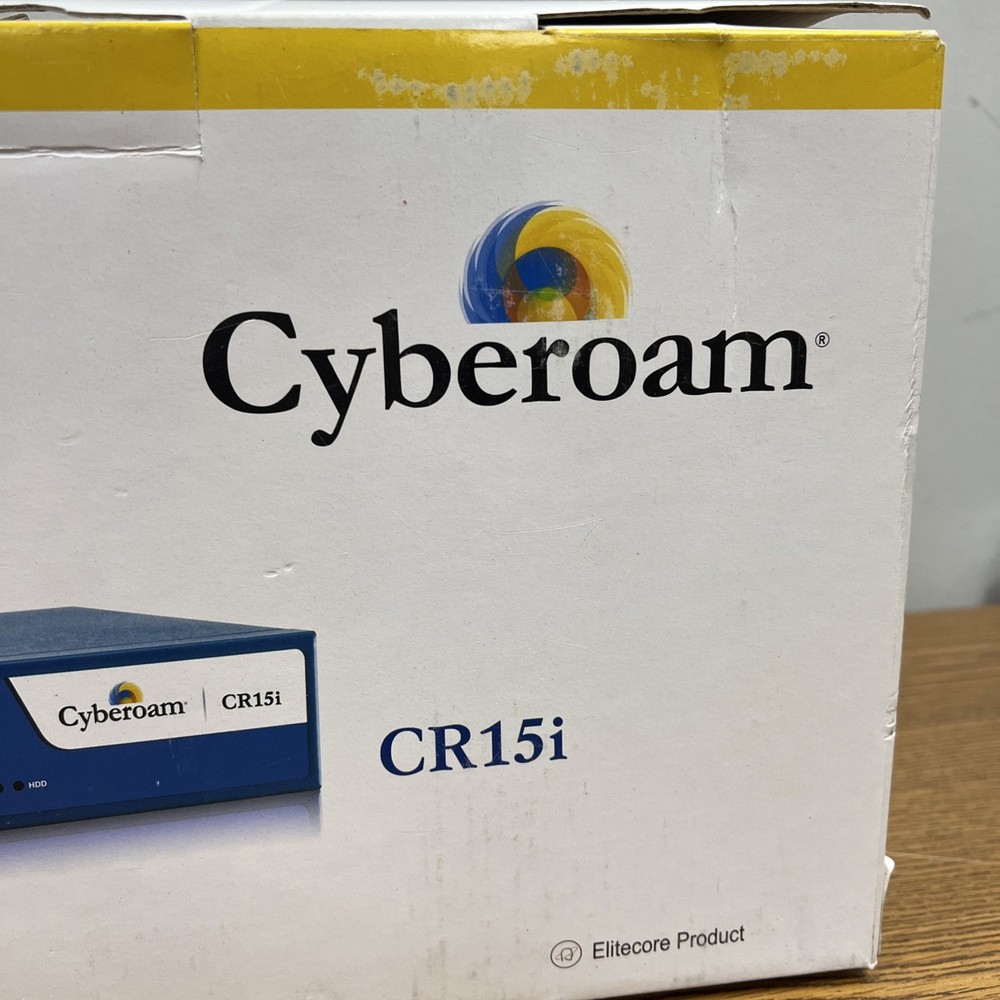 Cyberoam®
Cyberoam | CR15i
HDD
CR15i
Elitecore Product